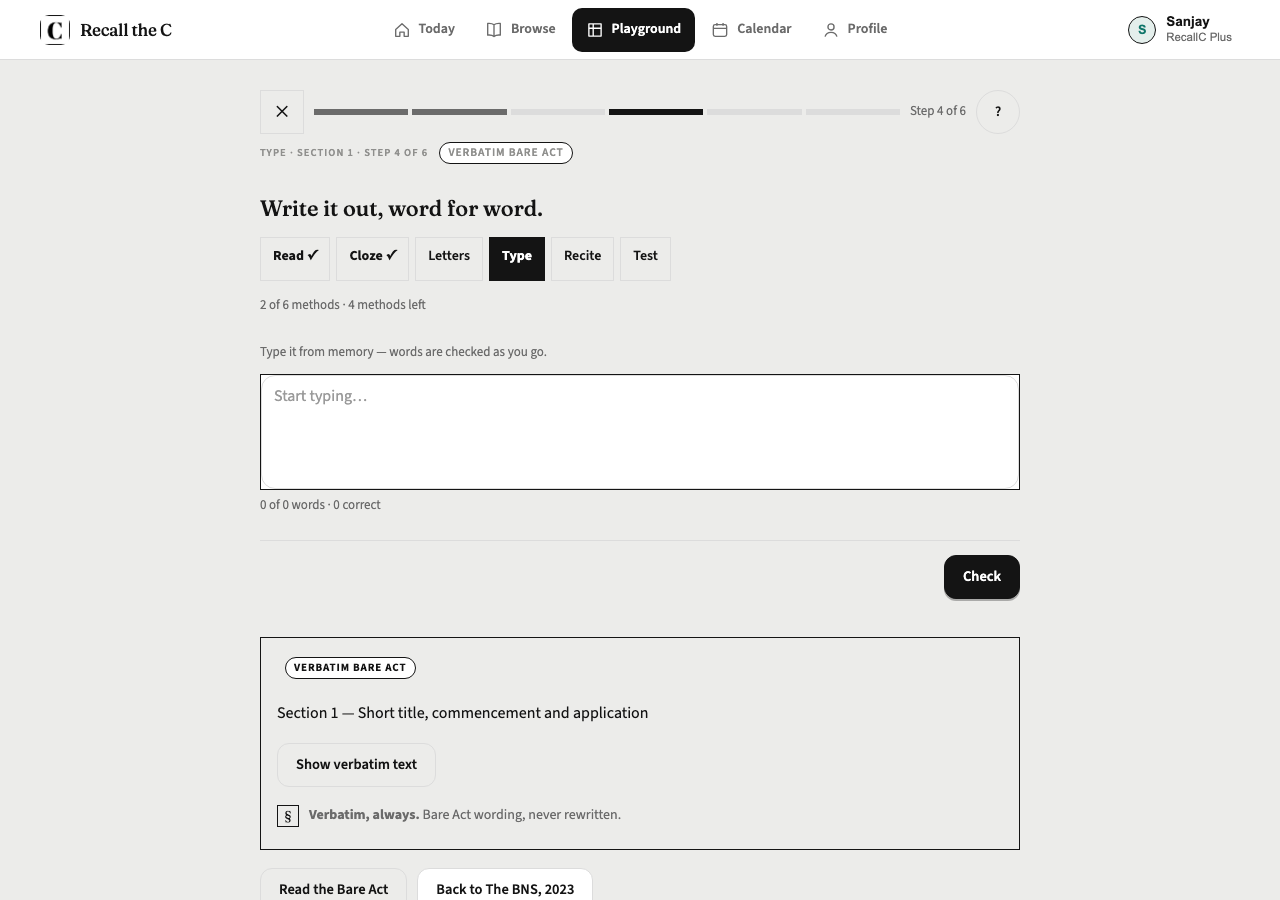 C Recall the C
Today Browse Playground Calendar Profile
S Sanjay
RecallC Plus
Step 4 of 6 ?
TYPE · SECTION 1 · STEP 4 OF 6 VERBATIM BARE ACT
Write it out, word for word.
Read ✓ Cloze ✓ Letters Type Recite Test
2 of 6 methods · 4 methods left
Type it from memory — words are checked as you go.
Start typing…
0 of 0 words · 0 correct
Check
VERBATIM BARE ACT
Section 1 — Short title, commencement and application
Show verbatim text
§ Verbatim, always. Bare Act wording, never rewritten.
Read the Bare Act Back to The BNS, 2023